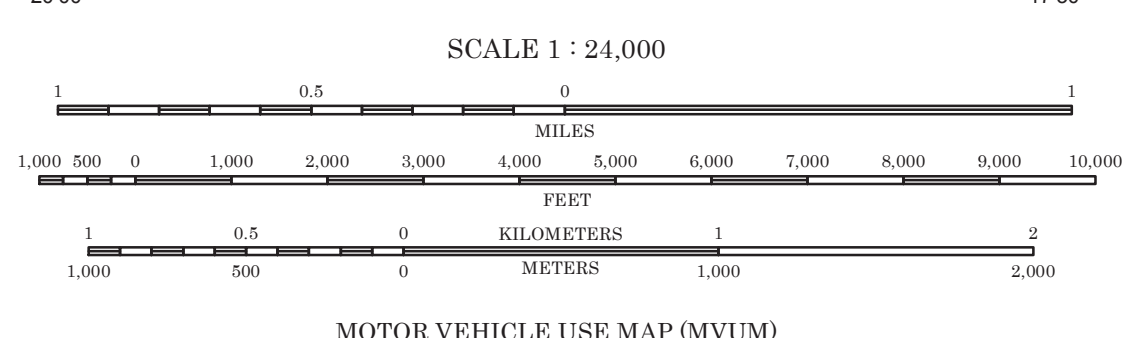 SCALE 1 : 24,000
1 0.5 0 1
MILES
1,000 500 0 1,000 2,000 3,000 4,000 5,000 6,000 7,000 8,000 9,000 10,000
FEET
1 0.5 0 KILOMETERS 1 2
1,000 500 0 METERS 1,000 2,000
MOTOR VEHICLE USE MAP (MVUM)